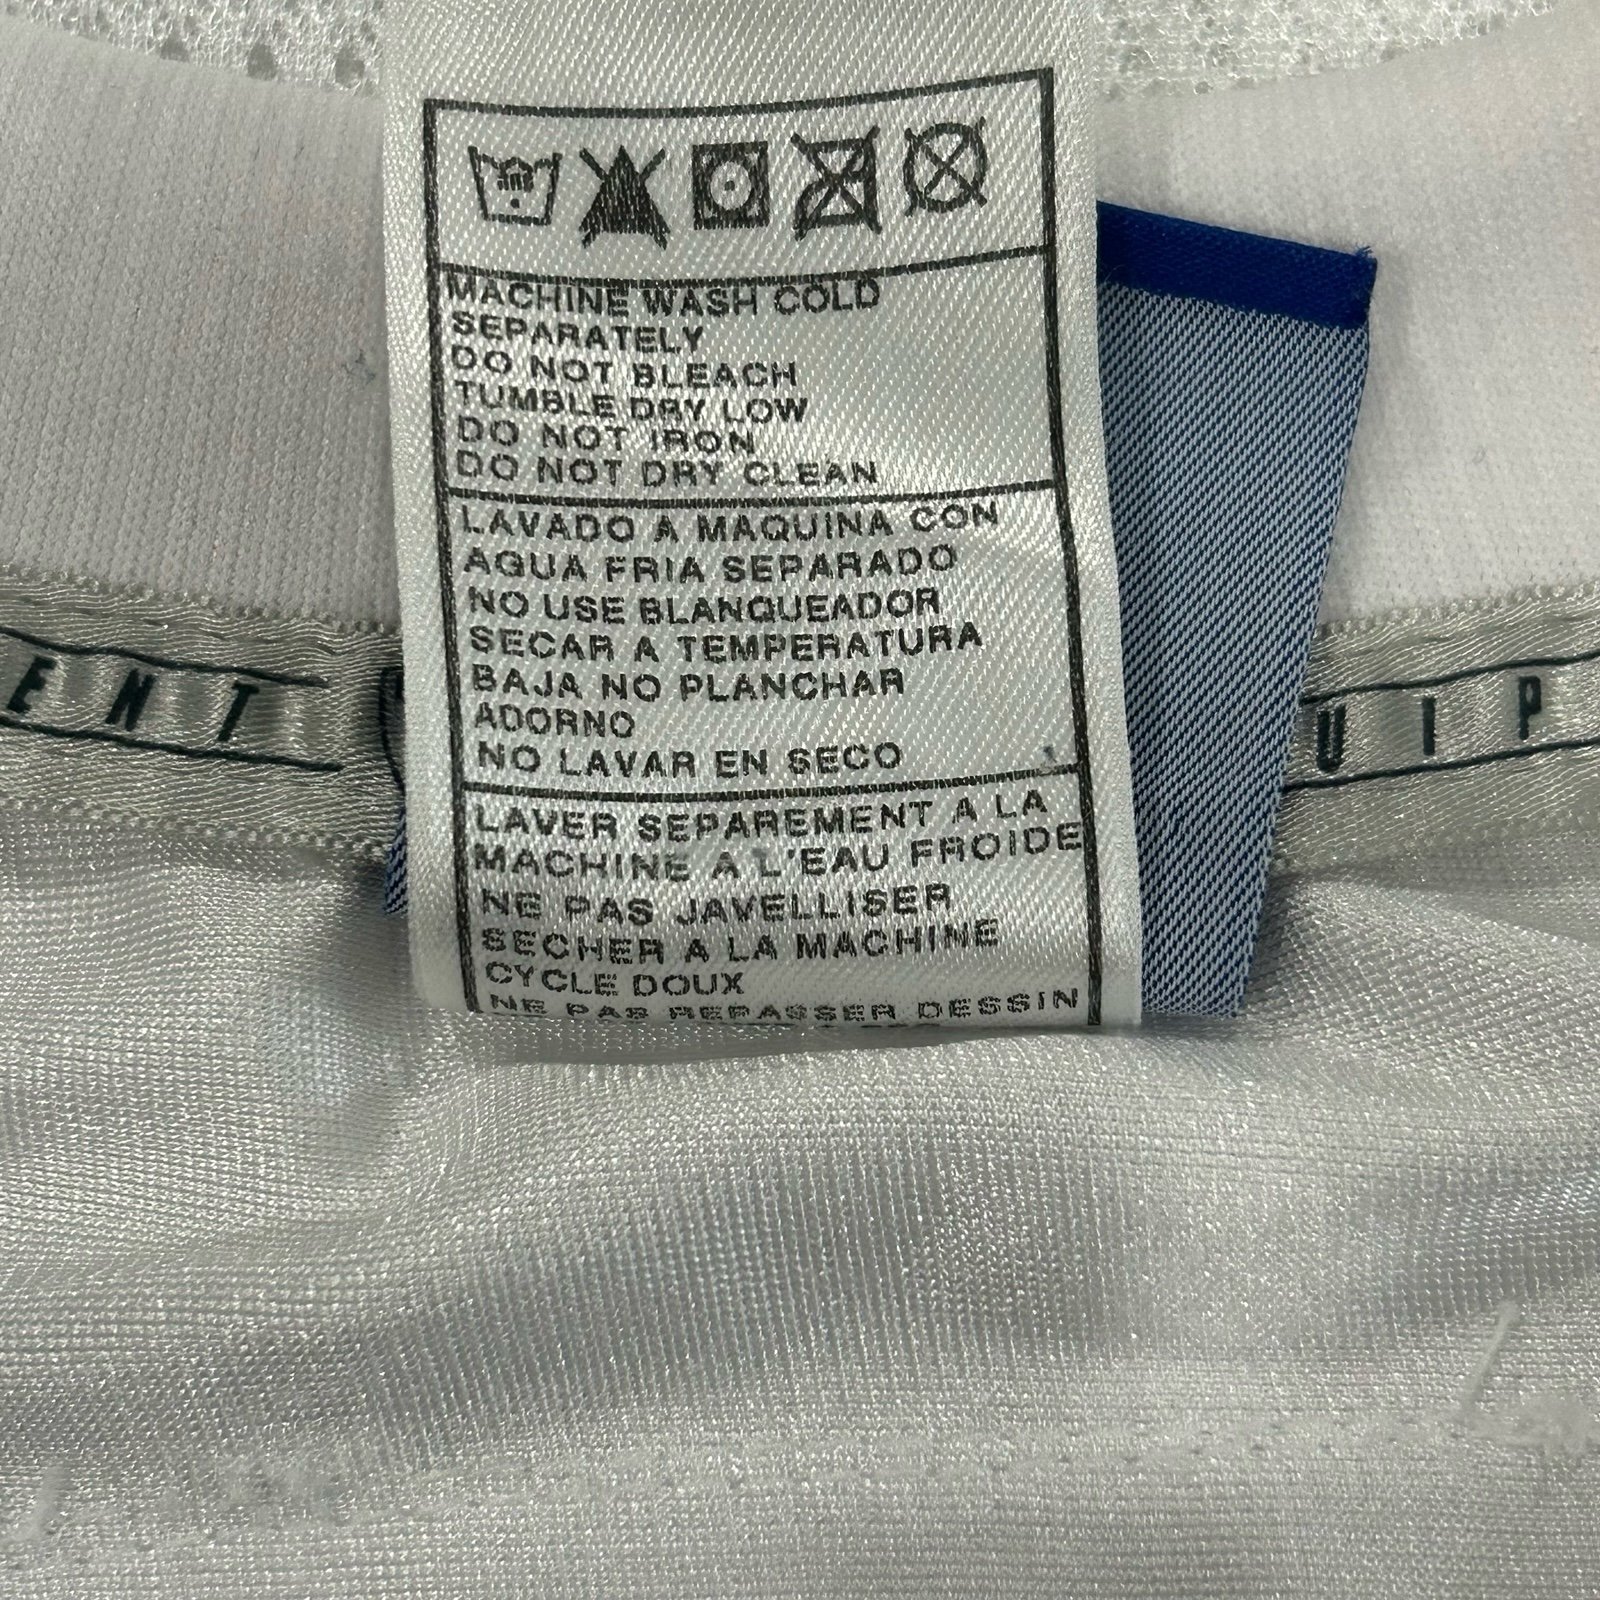 MACHINE WASH COLD
SEPARATELY
DO NOT BLEACH
TUMBLE DRY LOW
DO NOT IRON
DO NOT DRY CLEAN
LAVADO A MAQUINA CON
AGUA FRIA SEPARADO
NO USE BLANQUEADOR
SECAR A TEMPERATURA
BAJA NO PLANCHAR
ADORNO
NO LAVAR EN SECO
LAVER SEPAREMENT A LA
MACHINE A L'EAU FROIDE
NE PAS JAVELLISER
SECHER A LA MACHINE
CYCLE DOUX
NE PAS REPASSER DESSIN
ENT
UIP